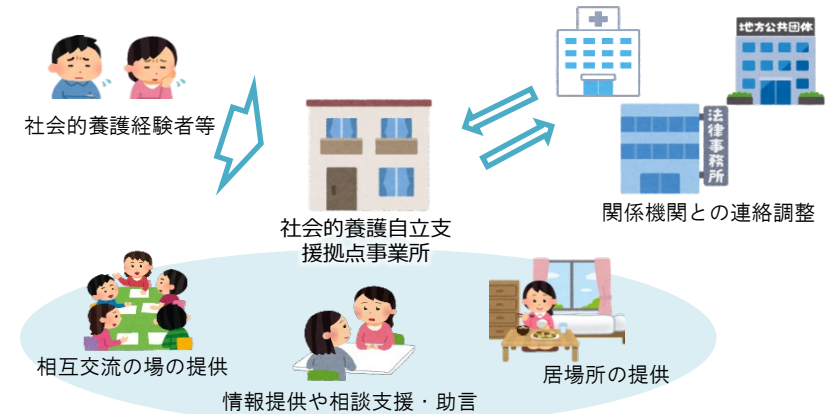 地方公共団体
社会的養護経験者等
法律事務所
関係機関との連絡調整
社会的養護自立支
援拠点事業所
相互交流の場の提供
居場所の提供
情報提供や相談支援・助言